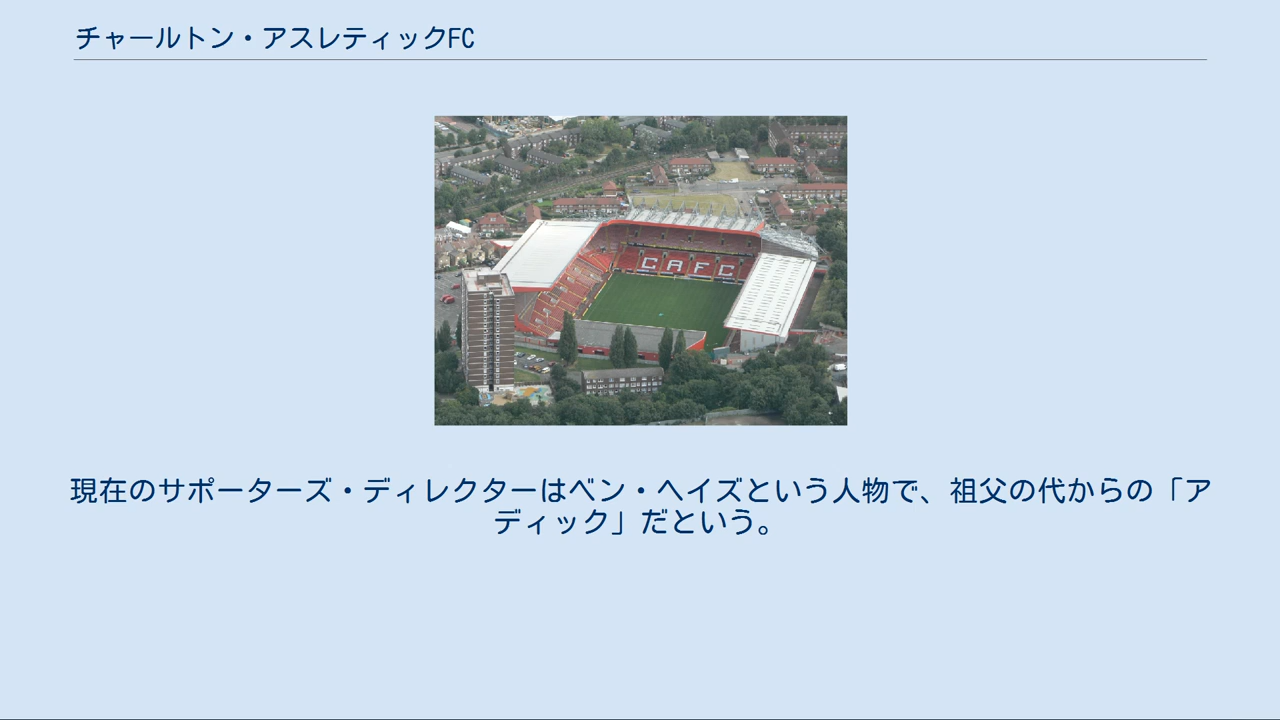 チャールトン・アスレティックFC
CAFC
現在のサポーターズ・ディレクターはベン・ヘイズという人物で、祖父の代からの「ア
ディック」だという。